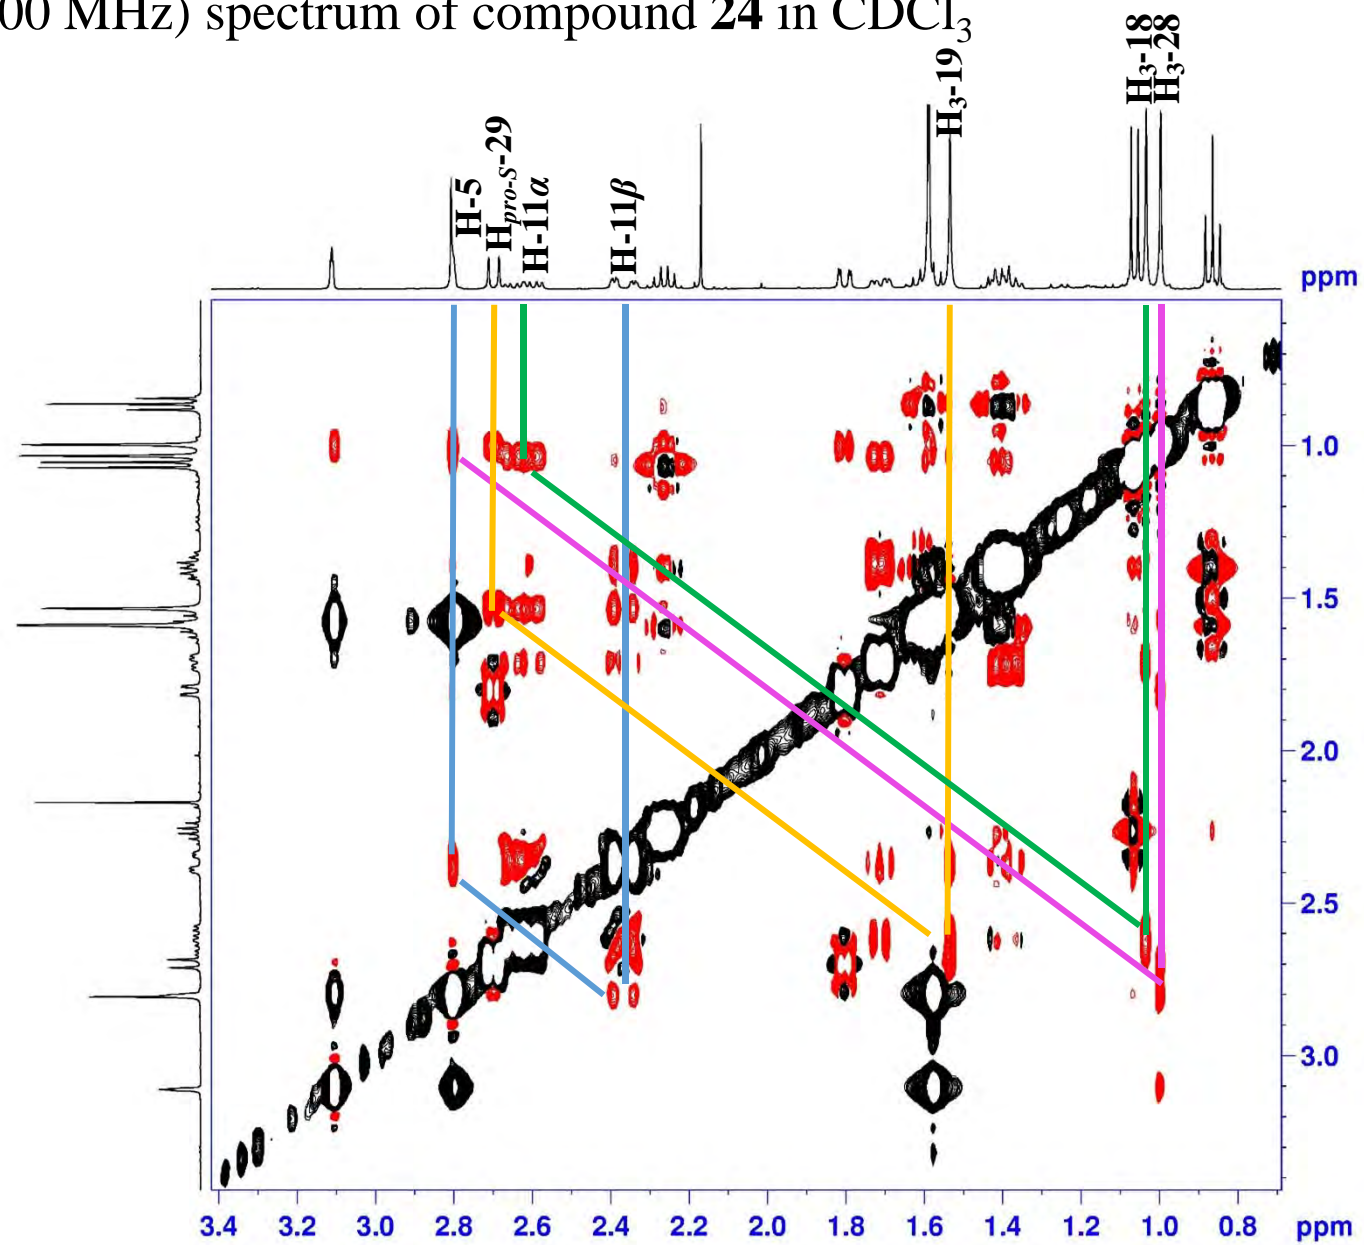 00 MHz) spectrum of compound 24 in CDCl₃
H-5
H_pro-S-29
H-11α
H-11β
H₃-19
H₃-18
H₃-28
ppm
1.0
1.5
2.0
2.5
3.0
3.4 3.2 3.0 2.8 2.6 2.4 2.2 2.0 1.8 1.6 1.4 1.2 1.0 0.8 ppm